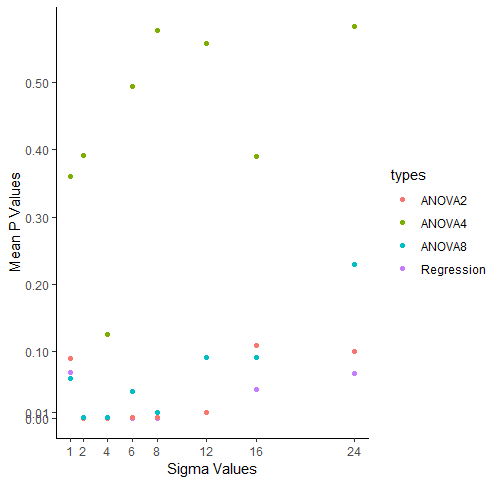 0.50
0.40
0.30
0.20
0.10
0.01
0.00
Mean P Values
1 2 4 6 8 12 16 24
Sigma Values
types
ANOVA2
ANOVA4
ANOVA8
Regression